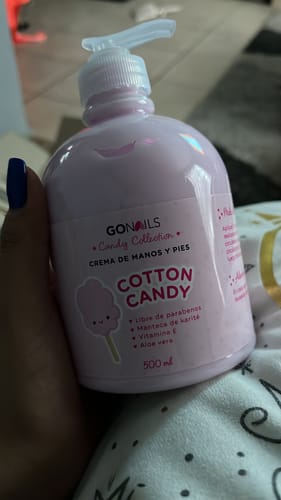 GONAILS
Candy Collection
CREMA DE MANOS Y PIES
COTTON
CANDY
Libre de parabenos
Manteca de karité
Vitamina E
Aloe vera
500 ml